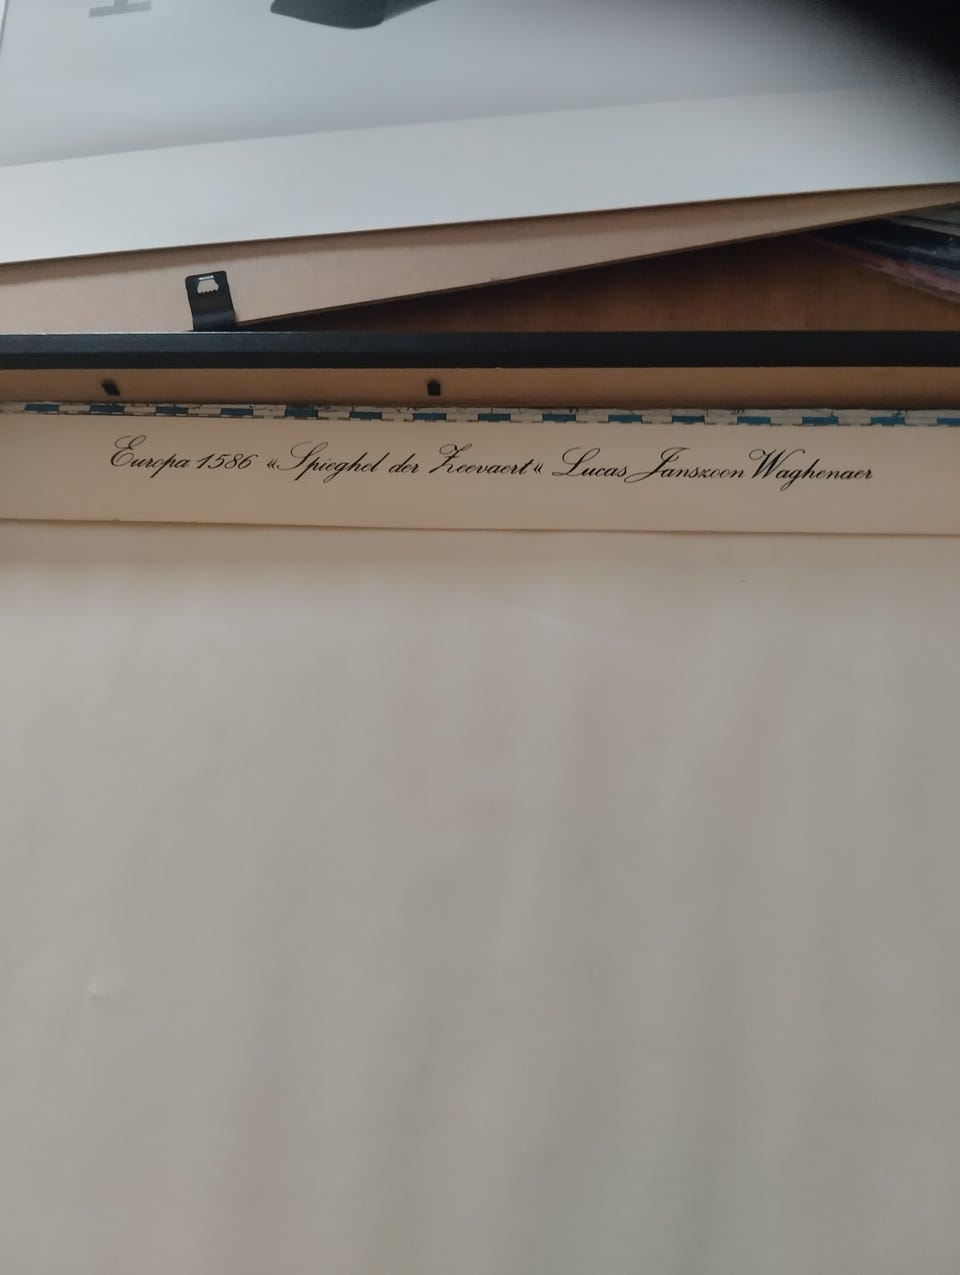 Europa 1586 «Spieghel der Zeevaert« Lucas Janszoon Waghenaer